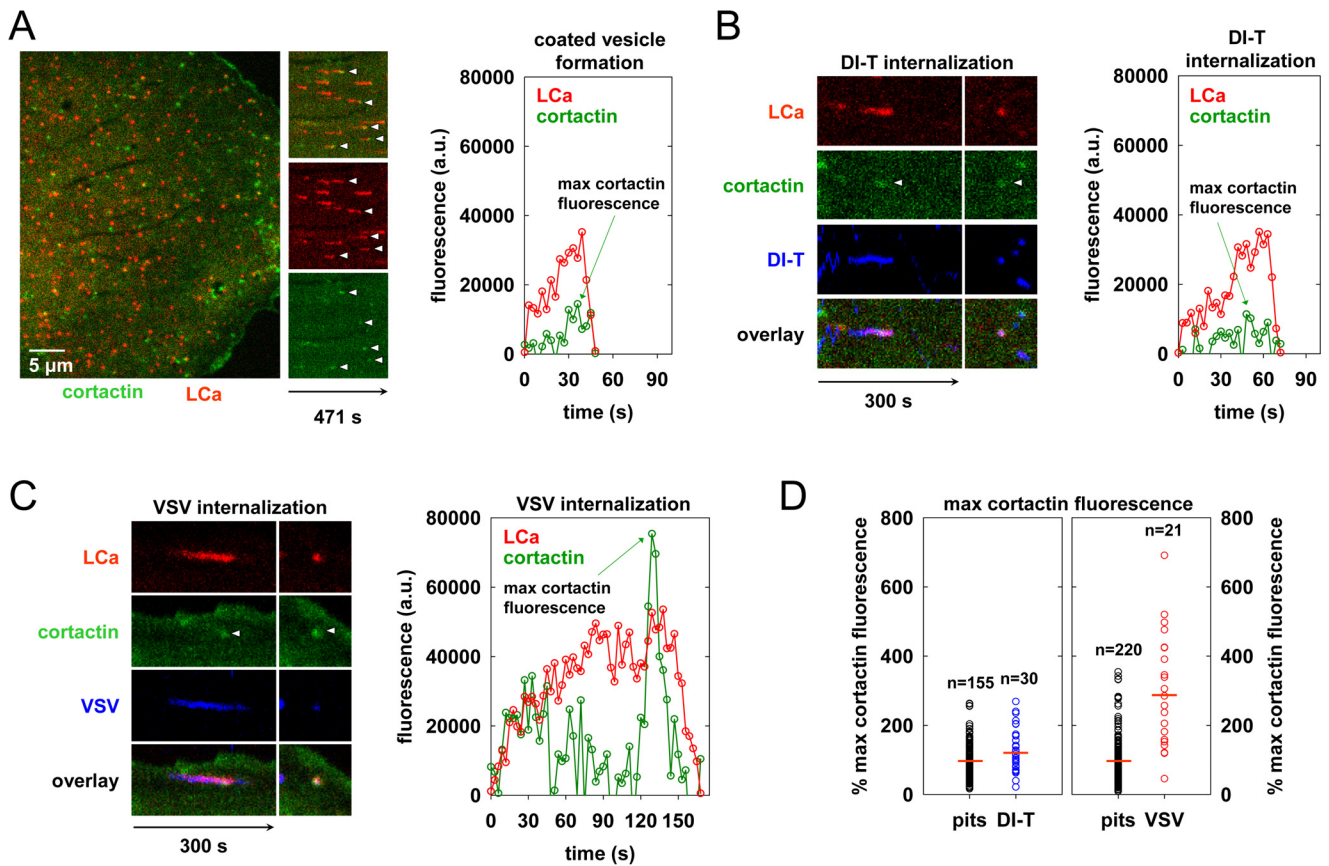 A
5 µm
cortactin LCa
471 s
coated vesicle
formation
80000
60000
40000
20000
0
fluorescence (a.u.)
LCa
cortactin
max cortactin
fluorescence
0 30 60 90
time (s)
B
DI-T internalization
LCa
cortactin
DI-T
overlay
300 s
DI-T
internalization
80000
60000
40000
20000
0
fluorescence (a.u.)
LCa
cortactin
max cortactin
fluorescence
0 30 60 90
time (s)
C
VSV internalization
LCa
cortactin
VSV
overlay
300 s
VSV internalization
80000
60000
40000
20000
0
fluorescence (a.u.)
LCa
cortactin
max cortactin
fluorescence
0 30 60 90 120 150
time (s)
D
max cortactin fluorescence
% max cortactin fluorescence
800
600
400
200
0
n=155 n=30
pits DI-T
n=220
n=21
pits VSV
800
600
400
200
0
% max cortactin fluorescence